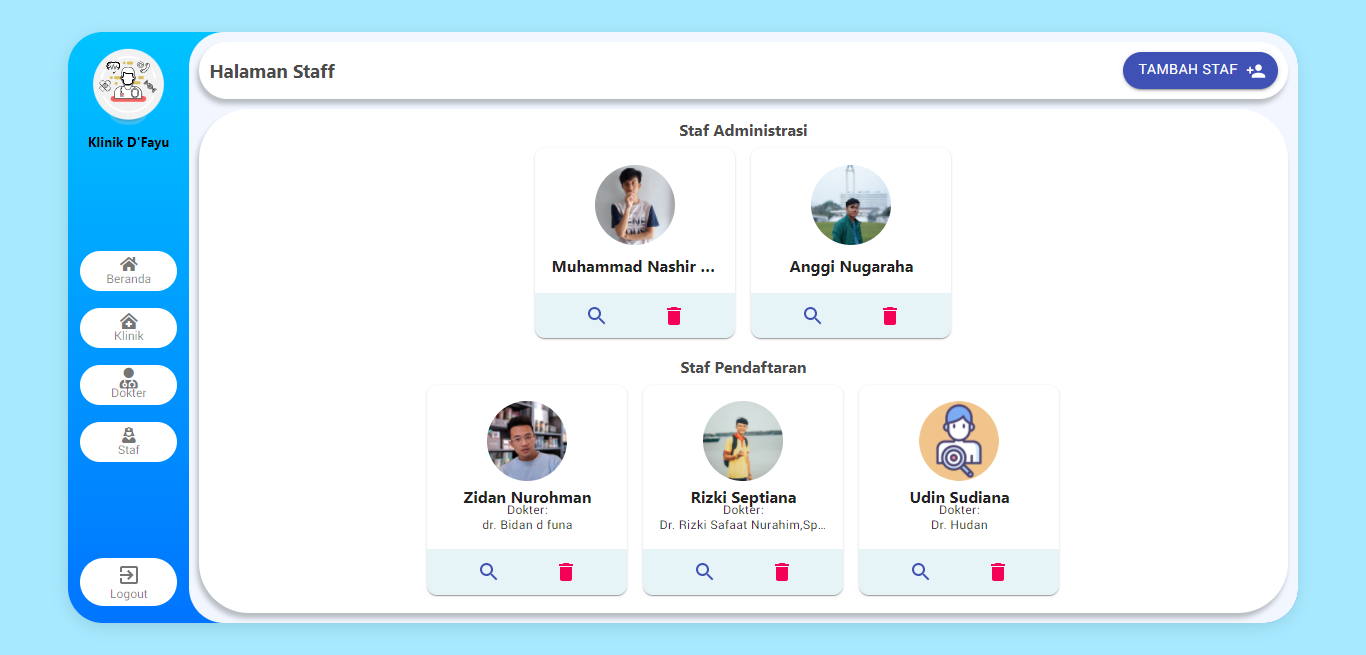 Klinik D'Fayu
Beranda
Klinik
Dokter
Staf
Logout
Halaman Staff
TAMBAH STAF
Staf Administrasi
Muhammad Nashir ...
Anggi Nugaraha
Staf Pendaftaran
Zidan Nurohman
Dokter:
dr. Bidan d funa
Rizki Septiana
Dokter:
Dr. Rizki Safaat Nurahim,Sp...
Udin Sudiana
Dokter:
Dr. Hudan